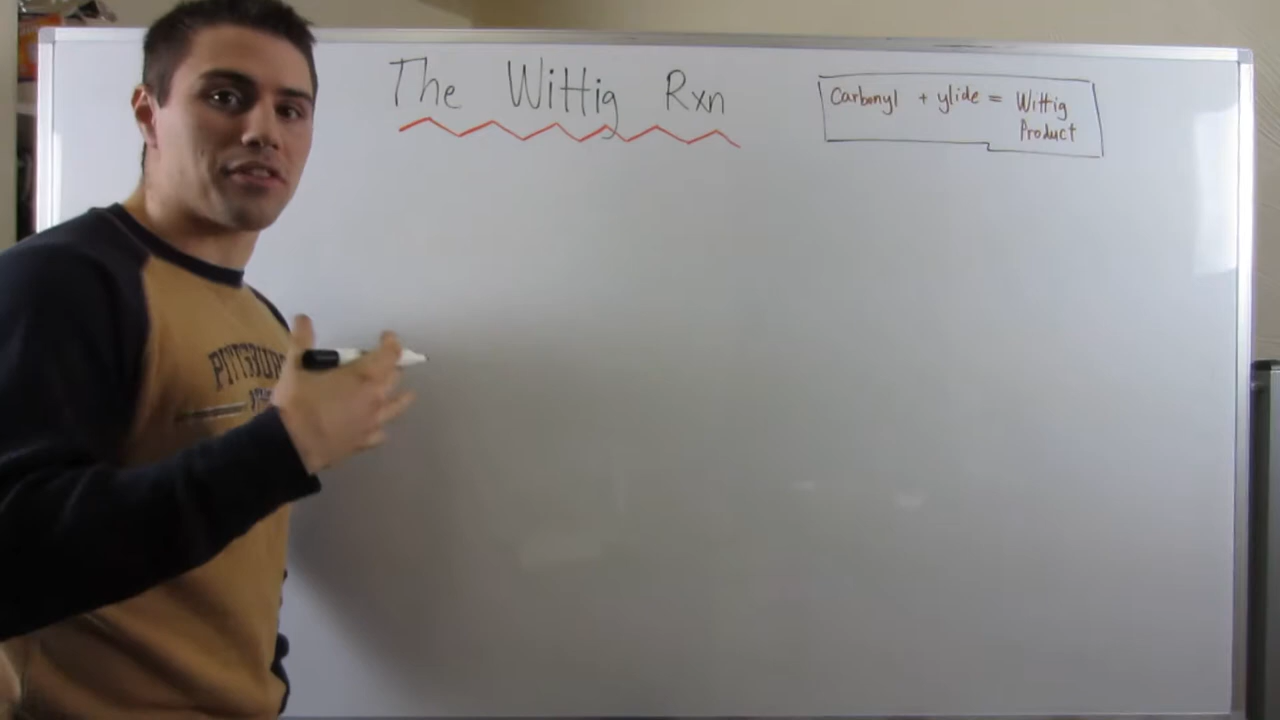 The Wittig Rxn
Carbonyl + ylide = Wittig
Product